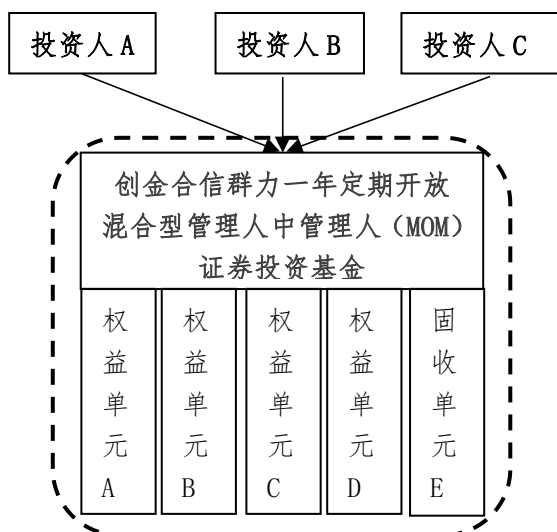 投资人 A
投资人 B
投资人 C
创金合信群力一年定期开放
混合型管理人中管理人（MOM）
证券投资基金
权益单元 A
权益单元 B
权益单元 C
权益单元 D
固收单元 E